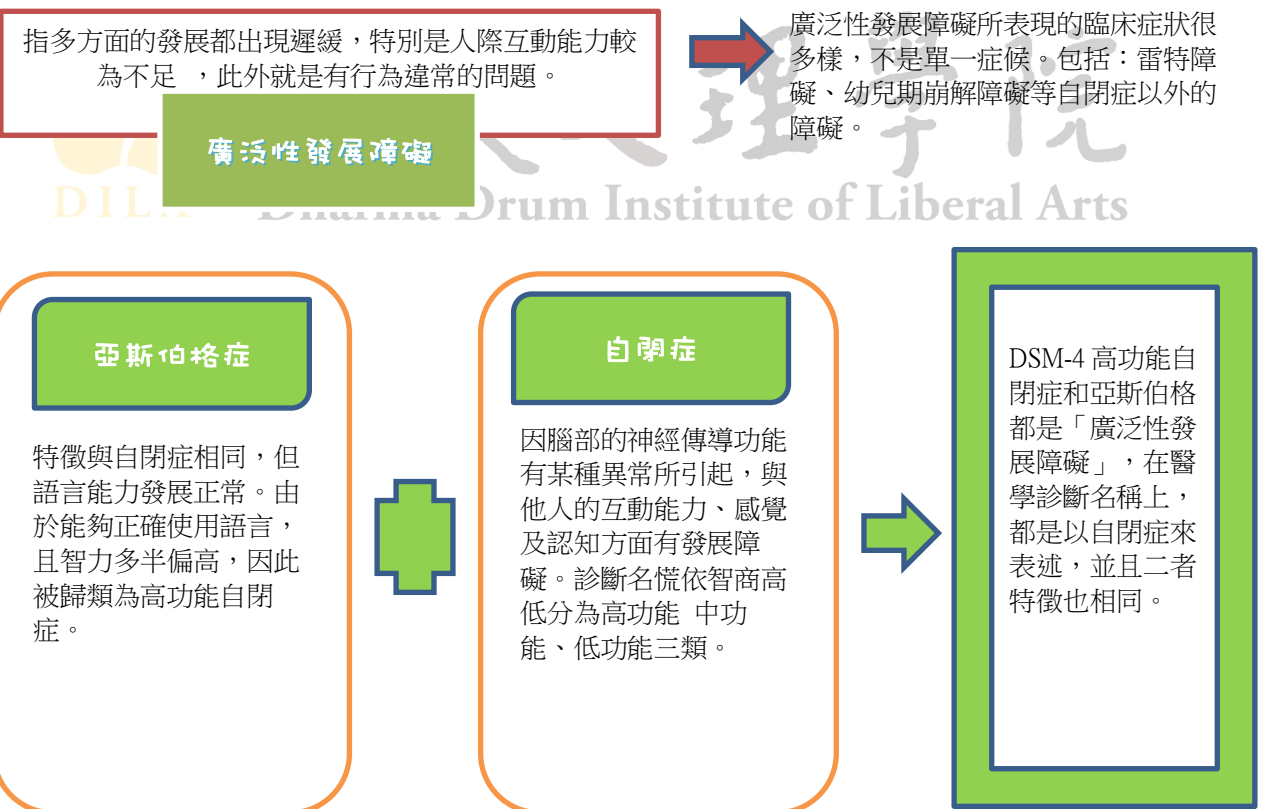 指多方面的發展都出現遲緩，特別是人際互動能力較
為不足 ，此外就是有行為違常的問題。
廣泛性發展障礙
廣泛性發展障礙所表現的臨床症狀很
多樣，不是單一症候。包括：雷特障
礙、幼兒期崩解障礙等自閉症以外的
障礙。
理學院
DILA
Dharma Drum Institute of Liberal Arts
亞斯伯格症
特徵與自閉症相同，但
語言能力發展正常。由
於能夠正確使用語言，
且智力多半偏高，因此
被歸類為高功能自閉
症。
自閉症
因腦部的神經傳導功能
有某種異常所引起，與
他人的互動能力、感覺
及認知方面有發展障
礙。診斷名慌依智商高
低分為高功能 中功
能、低功能三類。
DSM-4 高功能自
閉症和亞斯伯格
都是「廣泛性發
展障礙」，在醫
學診斷名稱上，
都是以自閉症來
表述，並且二者
特徵也相同。